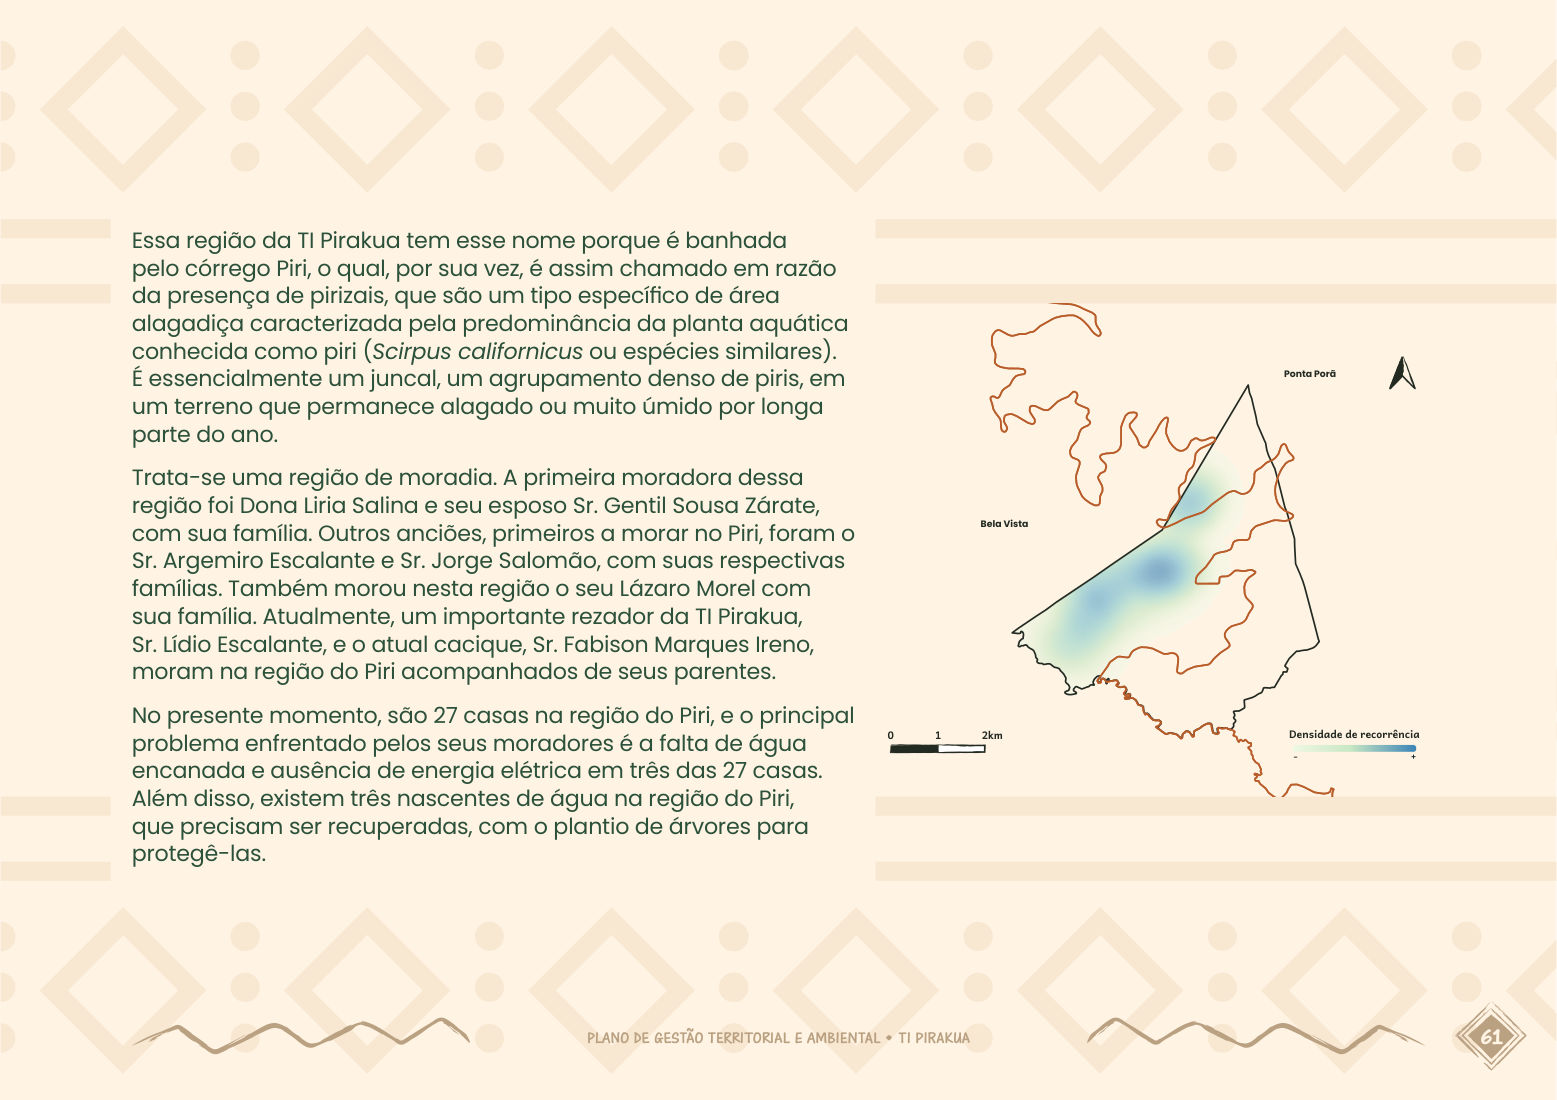 Essa região da TI Pirakua tem esse nome porque é banhada
pelo córrego Piri, o qual, por sua vez, é assim chamado em razão
da presença de pirizais, que são um tipo específico de área
alagadiça caracterizada pela predominância da planta aquática
conhecida como piri (Scirpus californicus ou espécies similares).
É essencialmente um juncal, um agrupamento denso de piris, em
um terreno que permanece alagado ou muito úmido por longa
parte do ano.
Trata-se uma região de moradia. A primeira moradora dessa
região foi Dona Liria Salina e seu esposo Sr. Gentil Sousa Zárate,
com sua família. Outros anciões, primeiros a morar no Piri, foram o
Sr. Argemiro Escalante e Sr. Jorge Salomão, com suas respectivas
famílias. Também morou nesta região o seu Lázaro Morel com
sua família. Atualmente, um importante rezador da TI Pirakua,
Sr. Lídio Escalante, e o atual cacique, Sr. Fabison Marques Ireno,
moram na região do Piri acompanhados de seus parentes.
No presente momento, são 27 casas na região do Piri, e o principal
problema enfrentado pelos seus moradores é a falta de água
encanada e ausência de energia elétrica em três das 27 casas.
Além disso, existem três nascentes de água na região do Piri,
que precisam ser recuperadas, com o plantio de árvores para
protegê-las.
Ponta Porã
Bela Vista
0 1 2km
Densidade de recorrência
- +
PLANO DE GESTÃO TERRITORIAL E AMBIENTAL • TI PIRAKUA
61